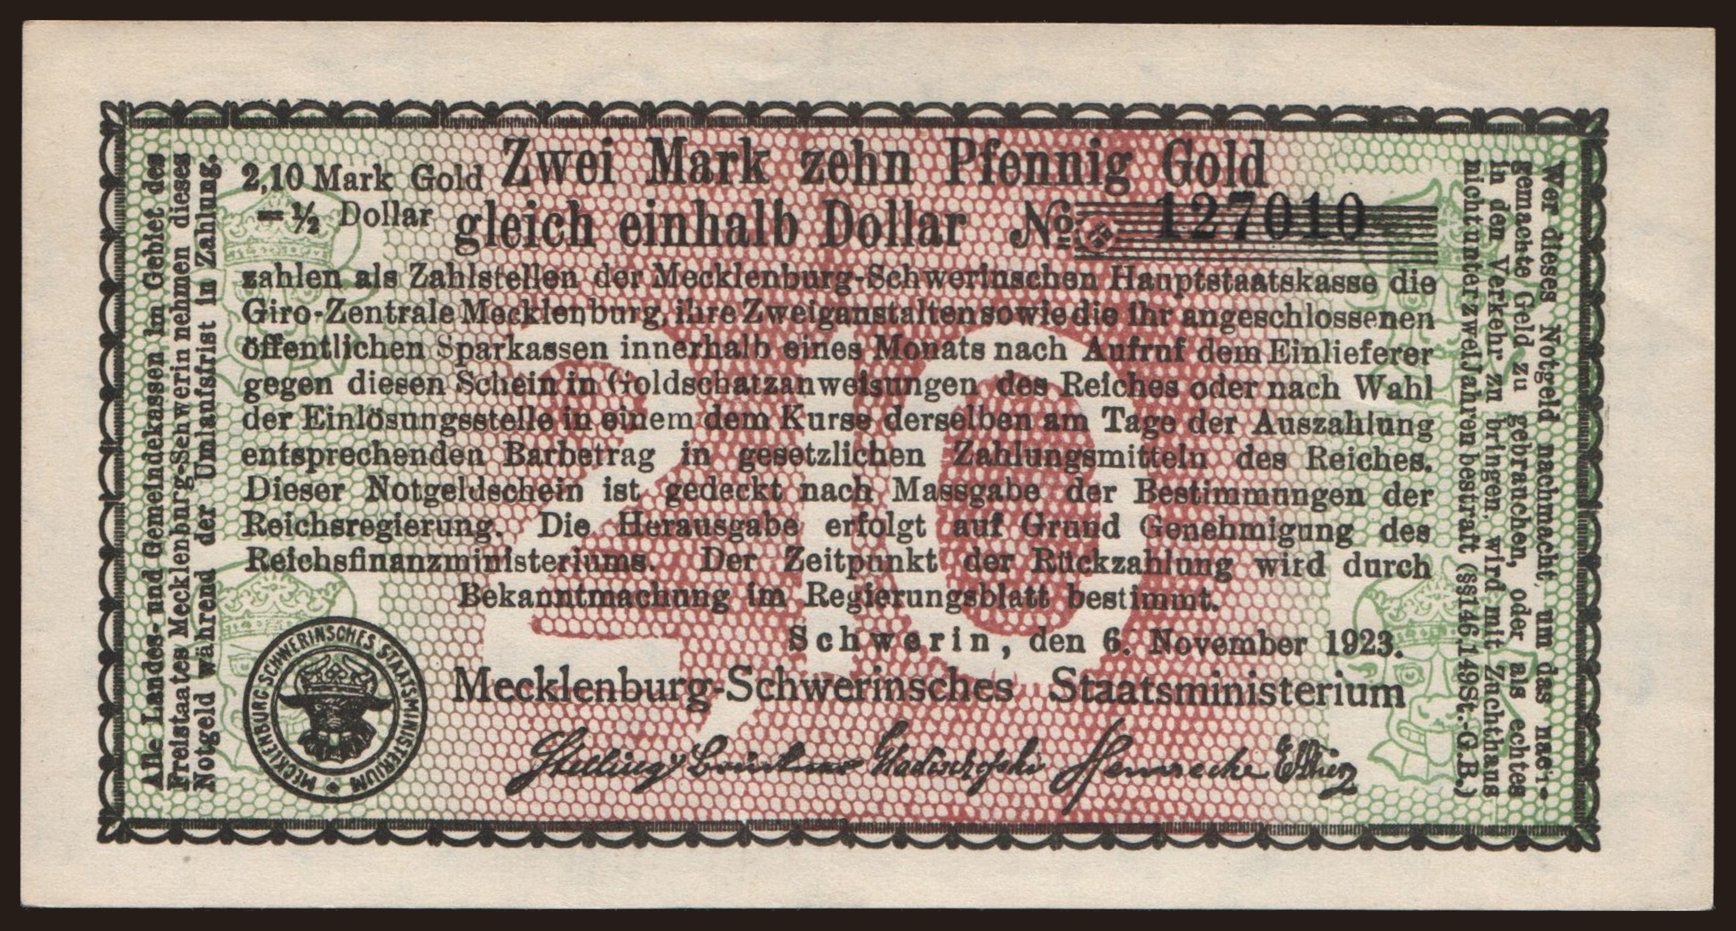 Alle Landes- und Gemeindekassen im Gebiet des
Freistaates Mecklenburg-Schwerin nehmen dieses
Notgeld während der Umlaufsfrist in Zahlung.
2,10 Mark Gold
= ½ Dollar
Zwei Mark zehn Pfennig Gold
gleich einhalb Dollar No. 127010
zahlen als Zahlstellen der Mecklenburg-Schwerinschen Hauptstaatskasse die
Giro-Zentrale Mecklenburg, ihre Zweiganstalten sowie die ihr angeschlossenen
öffentlichen Sparkassen innerhalb eines Monats nach Aufruf dem Einlieferer
gegen diesen Schein in Goldschatzanweisungen des Reiches oder nach Wahl
der Einlösungsstelle in einem dem Kurse derselben am Tage der Auszahlung
entsprechenden Barbetrag in gesetzlichen Zahlungsmitteln des Reiches.
Dieser Notgeldschein ist gedeckt nach Massgabe der Bestimmungen der
Reichsregierung. Die Herausgabe erfolgt auf Grund Genehmigung des
Reichsfinanzministeriums. Der Zeitpunkt der Rückzahlung wird durch
Bekanntmachung im Regierungsblatt bestimmt.
Schwerin, den 6. November 1923.
Mecklenburg-Schwerinsches Staatsministerium
2,10
MECKLENBURG-SCHWERINSCHES STAATSMINISTERIUM
Wer dieses Notgeld nachmacht, um das nach-
gemachte Geld zu gebrauchen, oder als echtes
in den Verkehr zu bringen, wird mit Zuchthaus
nicht unter zwei Jahren bestraft (§§ 146, 149 St.-G.B.)